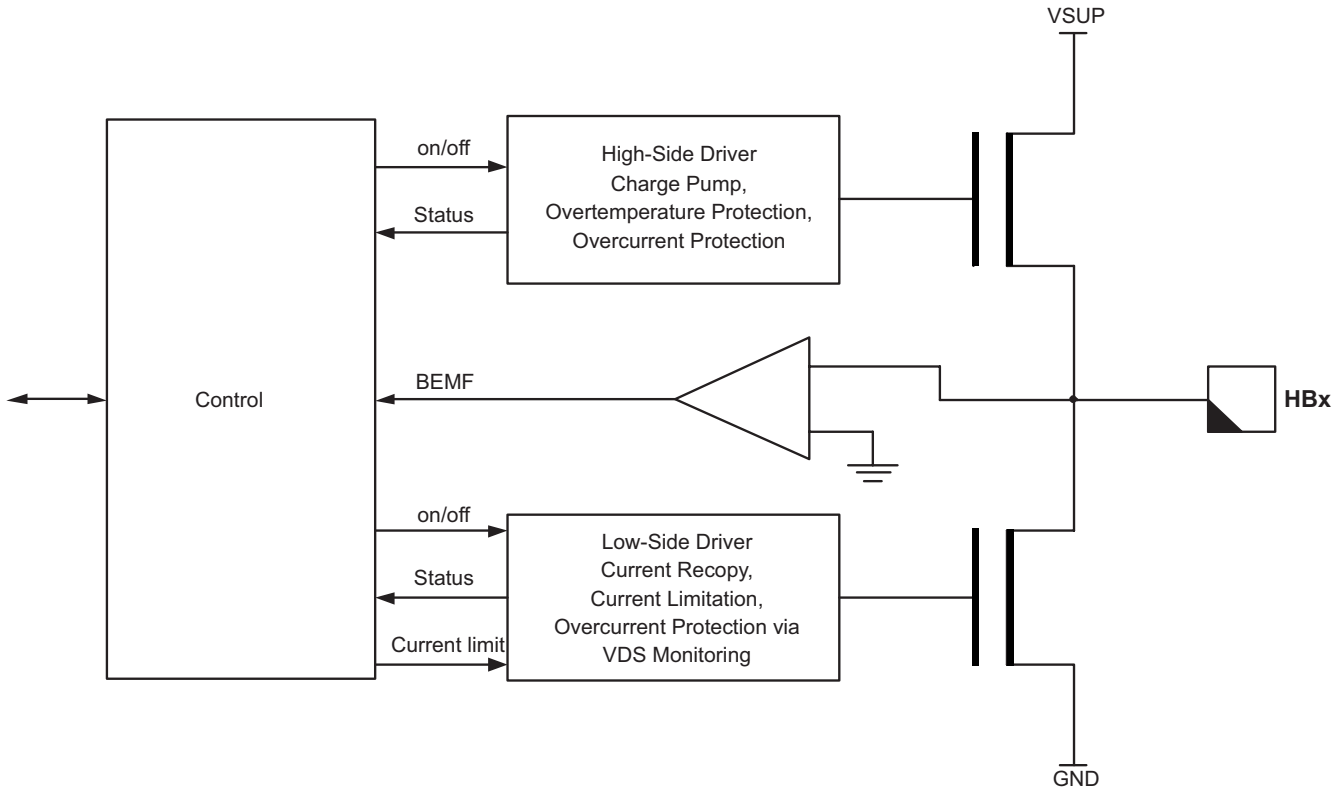 VSUP
on/off
High-Side Driver
Charge Pump,
Overtemperature Protection,
Overcurrent Protection
Status
BEMF
Control
HBx
on/off
Low-Side Driver
Current Recopy,
Current Limitation,
Overcurrent Protection via
VDS Monitoring
Status
Current limit
GND